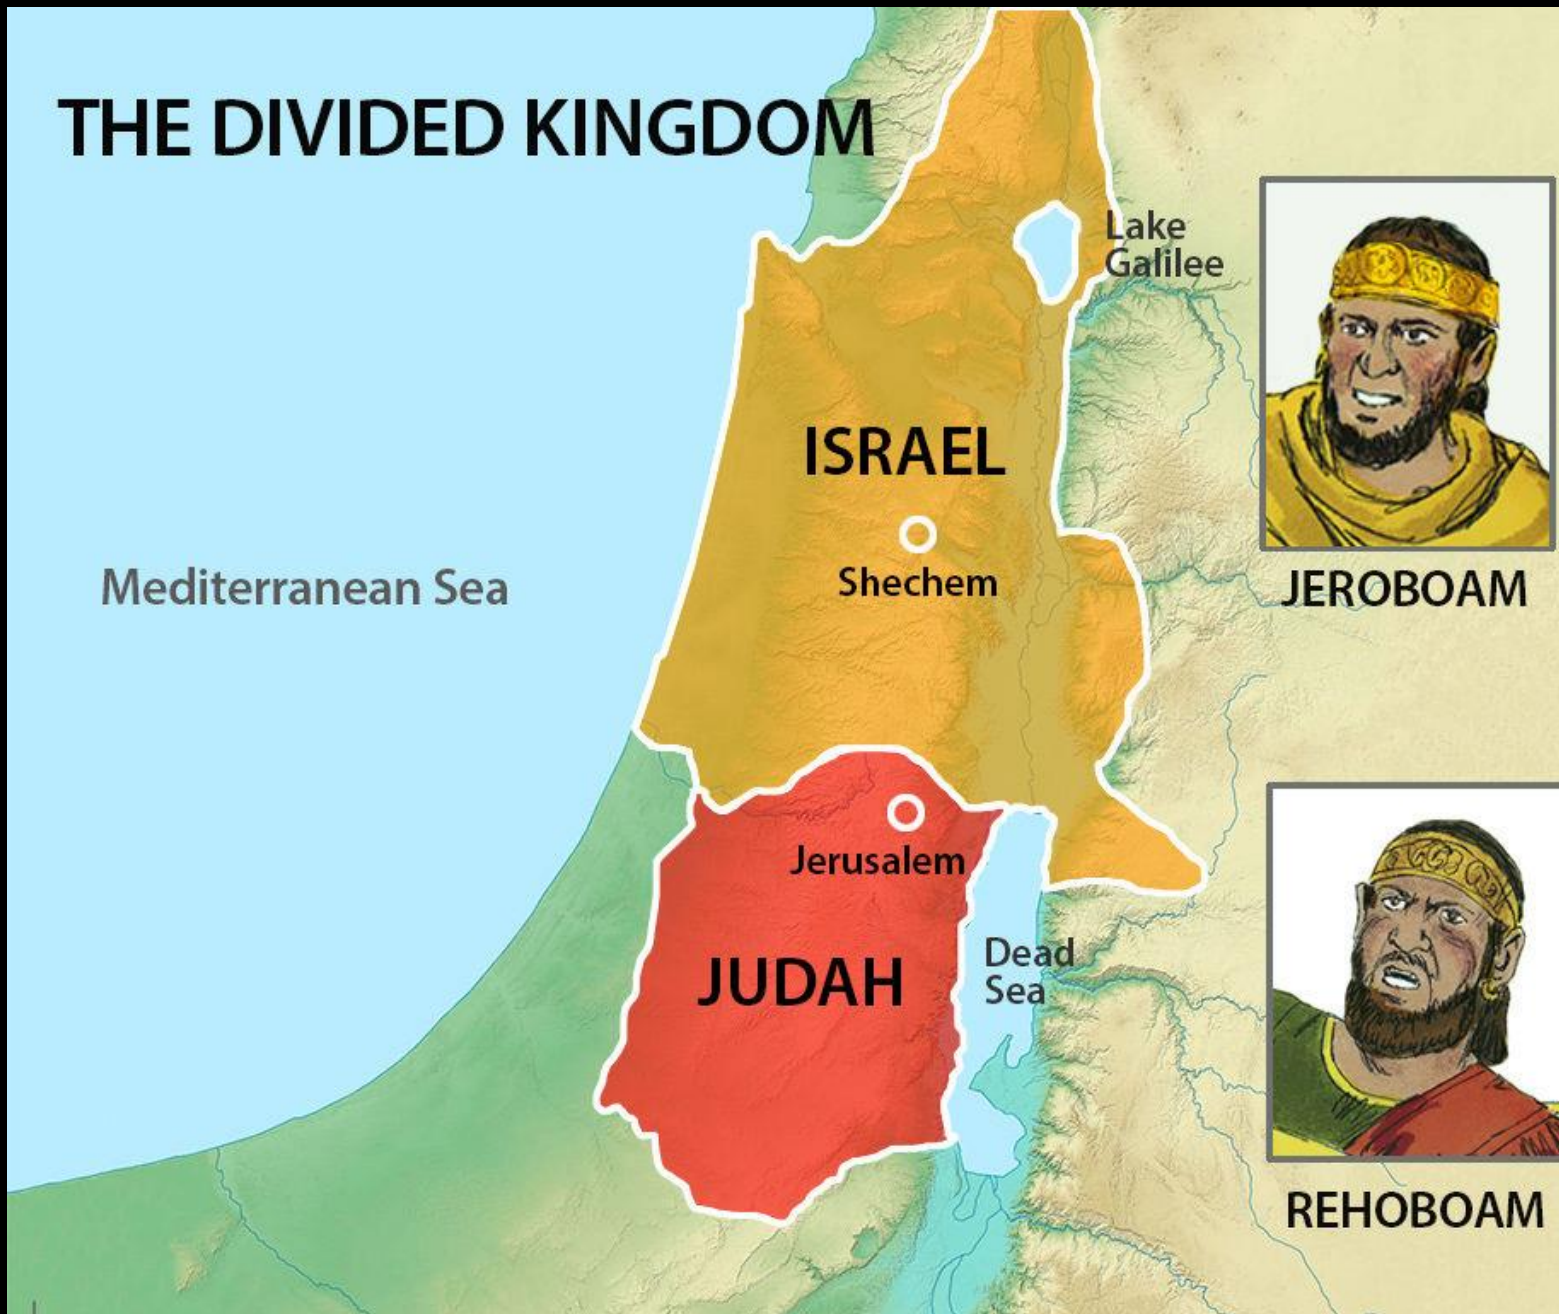 THE DIVIDED KINGDOM
Lake
Galilee
ISRAEL
Shechem
Mediterranean Sea
JEROBOAM
Jerusalem
Dead
Sea
JUDAH
REHOBOAM